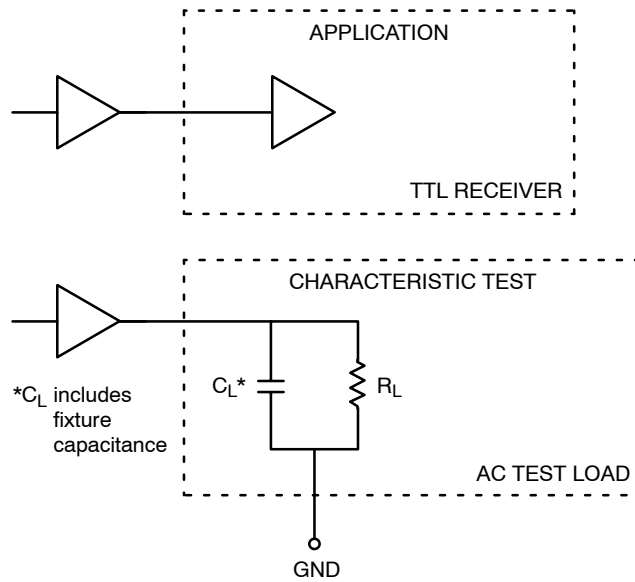 APPLICATION
TTL RECEIVER
CHARACTERISTIC TEST
*CL includes
fixture
capacitance
CL*
RL
AC TEST LOAD
GND